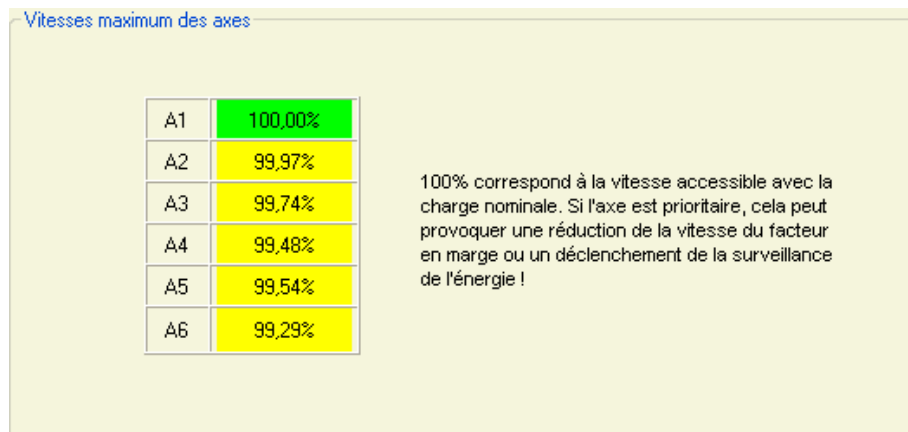 Vitesses maximum des axes
A1 100,00%
A2 99,97%
A3 99,74%
A4 99,48%
A5 99,54%
A6 99,29%
100% correspond à la vitesse accessible avec la
charge nominale. Si l'axe est prioritaire, cela peut
provoquer une réduction de la vitesse du facteur
en marge ou un déclenchement de la surveillance
de l'énergie !